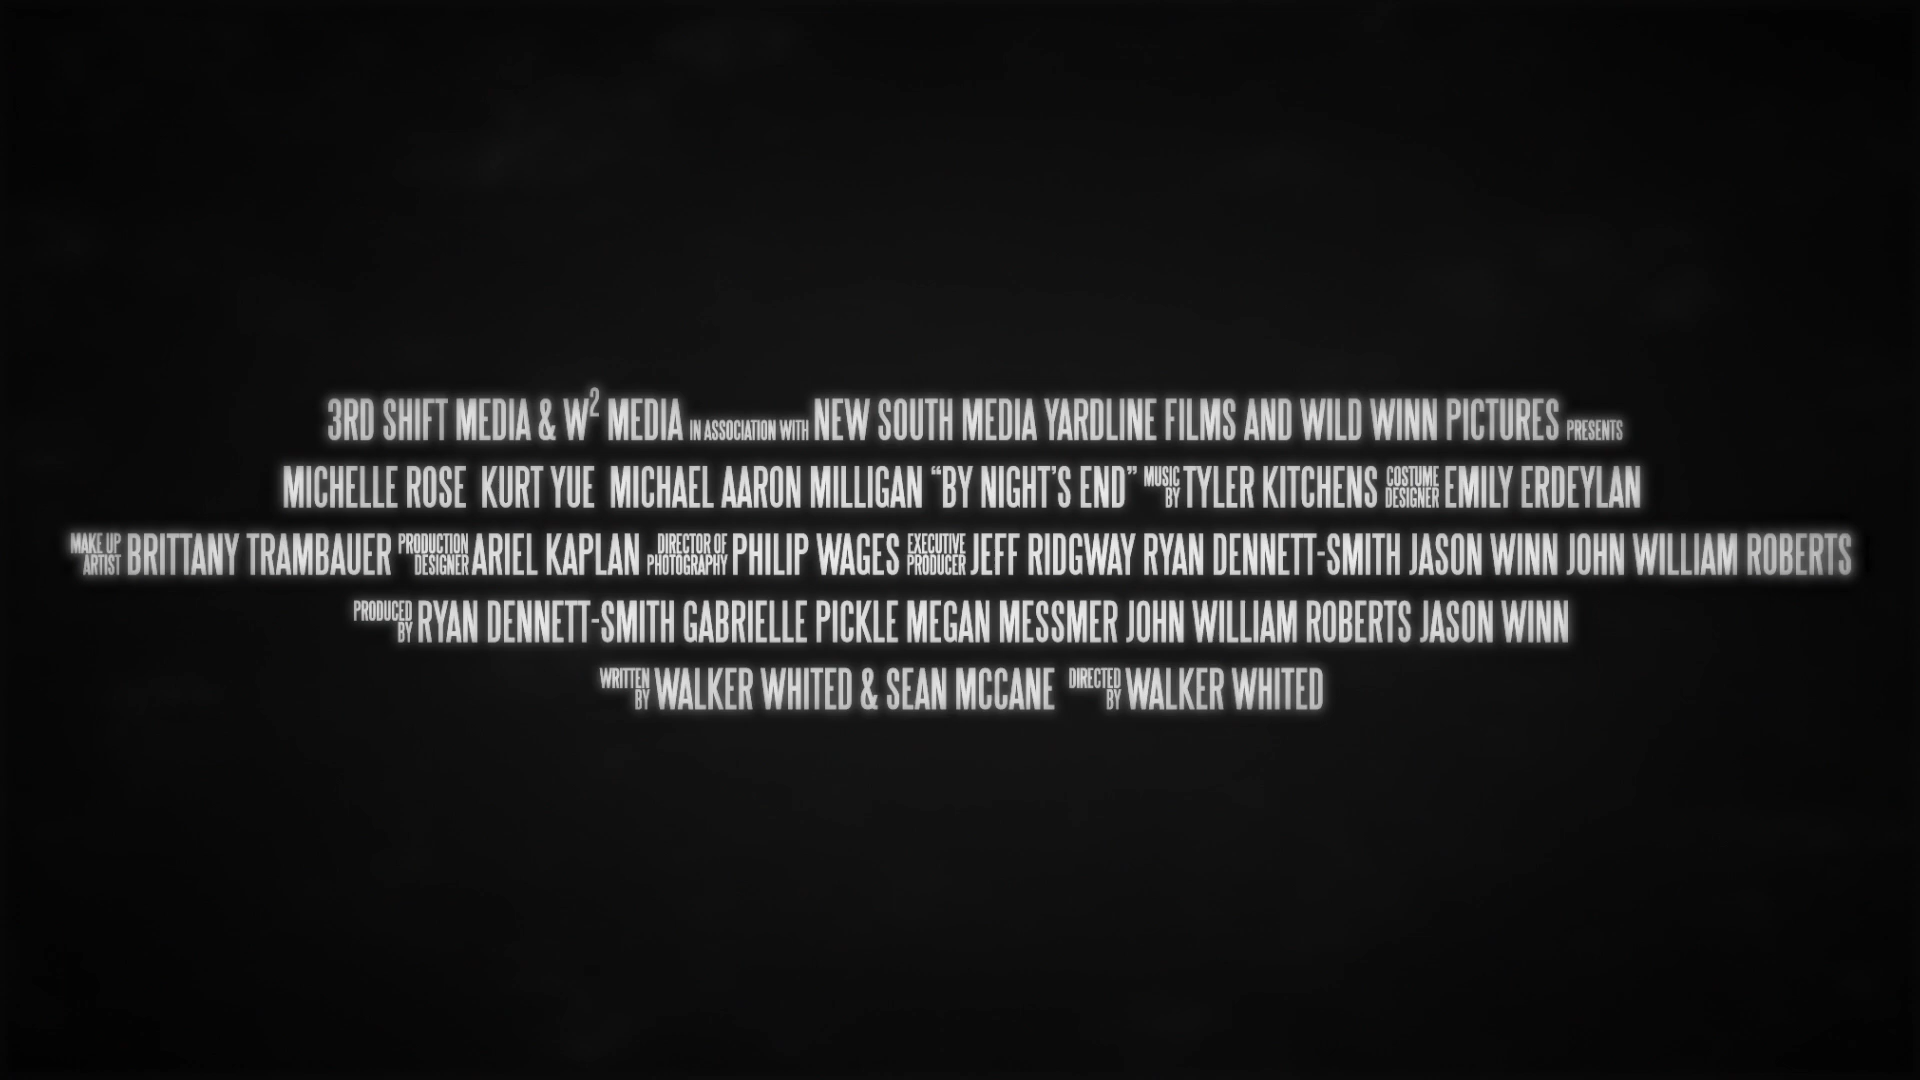 3RD SHIFT MEDIA & W² MEDIA IN ASSOCIATION WITH NEW SOUTH MEDIA YARDLINE FILMS AND WILD WINN PICTURES PRESENTS
MICHELLE ROSE KURT YUE MICHAEL AARON MILLIGAN “BY NIGHT’S END” MUSIC BY TYLER KITCHENS COSTUME DESIGNER EMILY ERDEYLAN
MAKE UP ARTIST BRITTANY TRAMBAUER PRODUCTION DESIGNER ARIEL KAPLAN DIRECTOR OF PHOTOGRAPHY PHILIP WAGES EXECUTIVE PRODUCER JEFF RIDGWAY RYAN DENNETT-SMITH JASON WINN JOHN WILLIAM ROBERTS
PRODUCED BY RYAN DENNETT-SMITH GABRIELLE PICKLE MEGAN MESSMER JOHN WILLIAM ROBERTS JASON WINN
WRITTEN BY WALKER WHITED & SEAN MCCANE DIRECTED BY WALKER WHITED